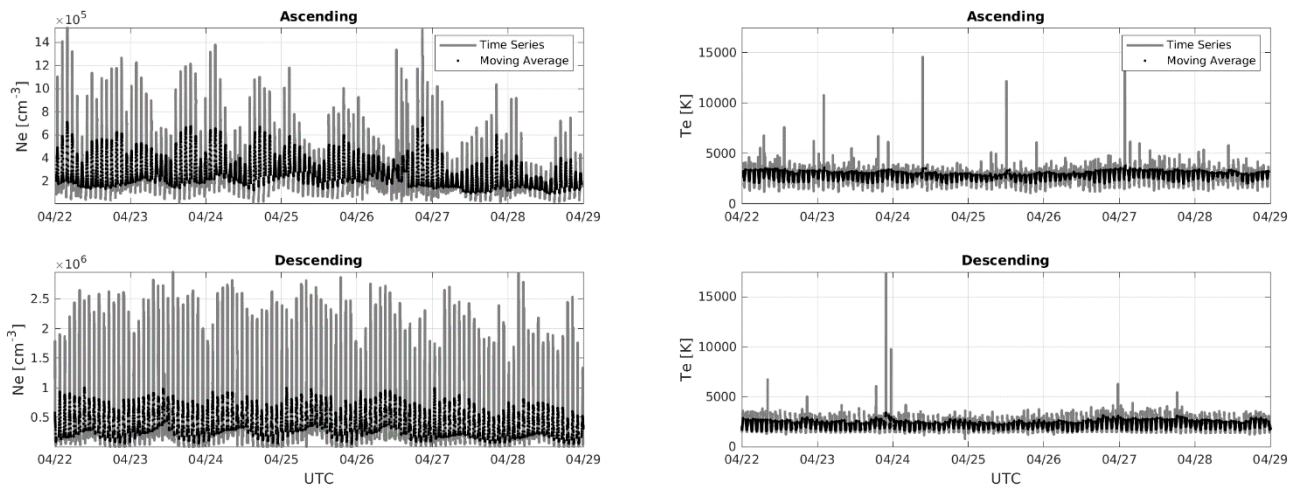 Ascending
×10⁵
Ne [cm⁻³]
14
12
10
8
6
4
2
Time Series
Moving Average
04/22 04/23 04/24 04/25 04/26 04/27 04/28 04/29
Ascending
Te [K]
15000
10000
5000
0
Time Series
Moving Average
04/22 04/23 04/24 04/25 04/26 04/27 04/28 04/29
Descending
×10⁶
Ne [cm⁻³]
2.5
2
1.5
1
0.5
04/22 04/23 04/24 04/25 04/26 04/27 04/28 04/29
UTC
Descending
Te [K]
15000
10000
5000
0
04/22 04/23 04/24 04/25 04/26 04/27 04/28 04/29
UTC